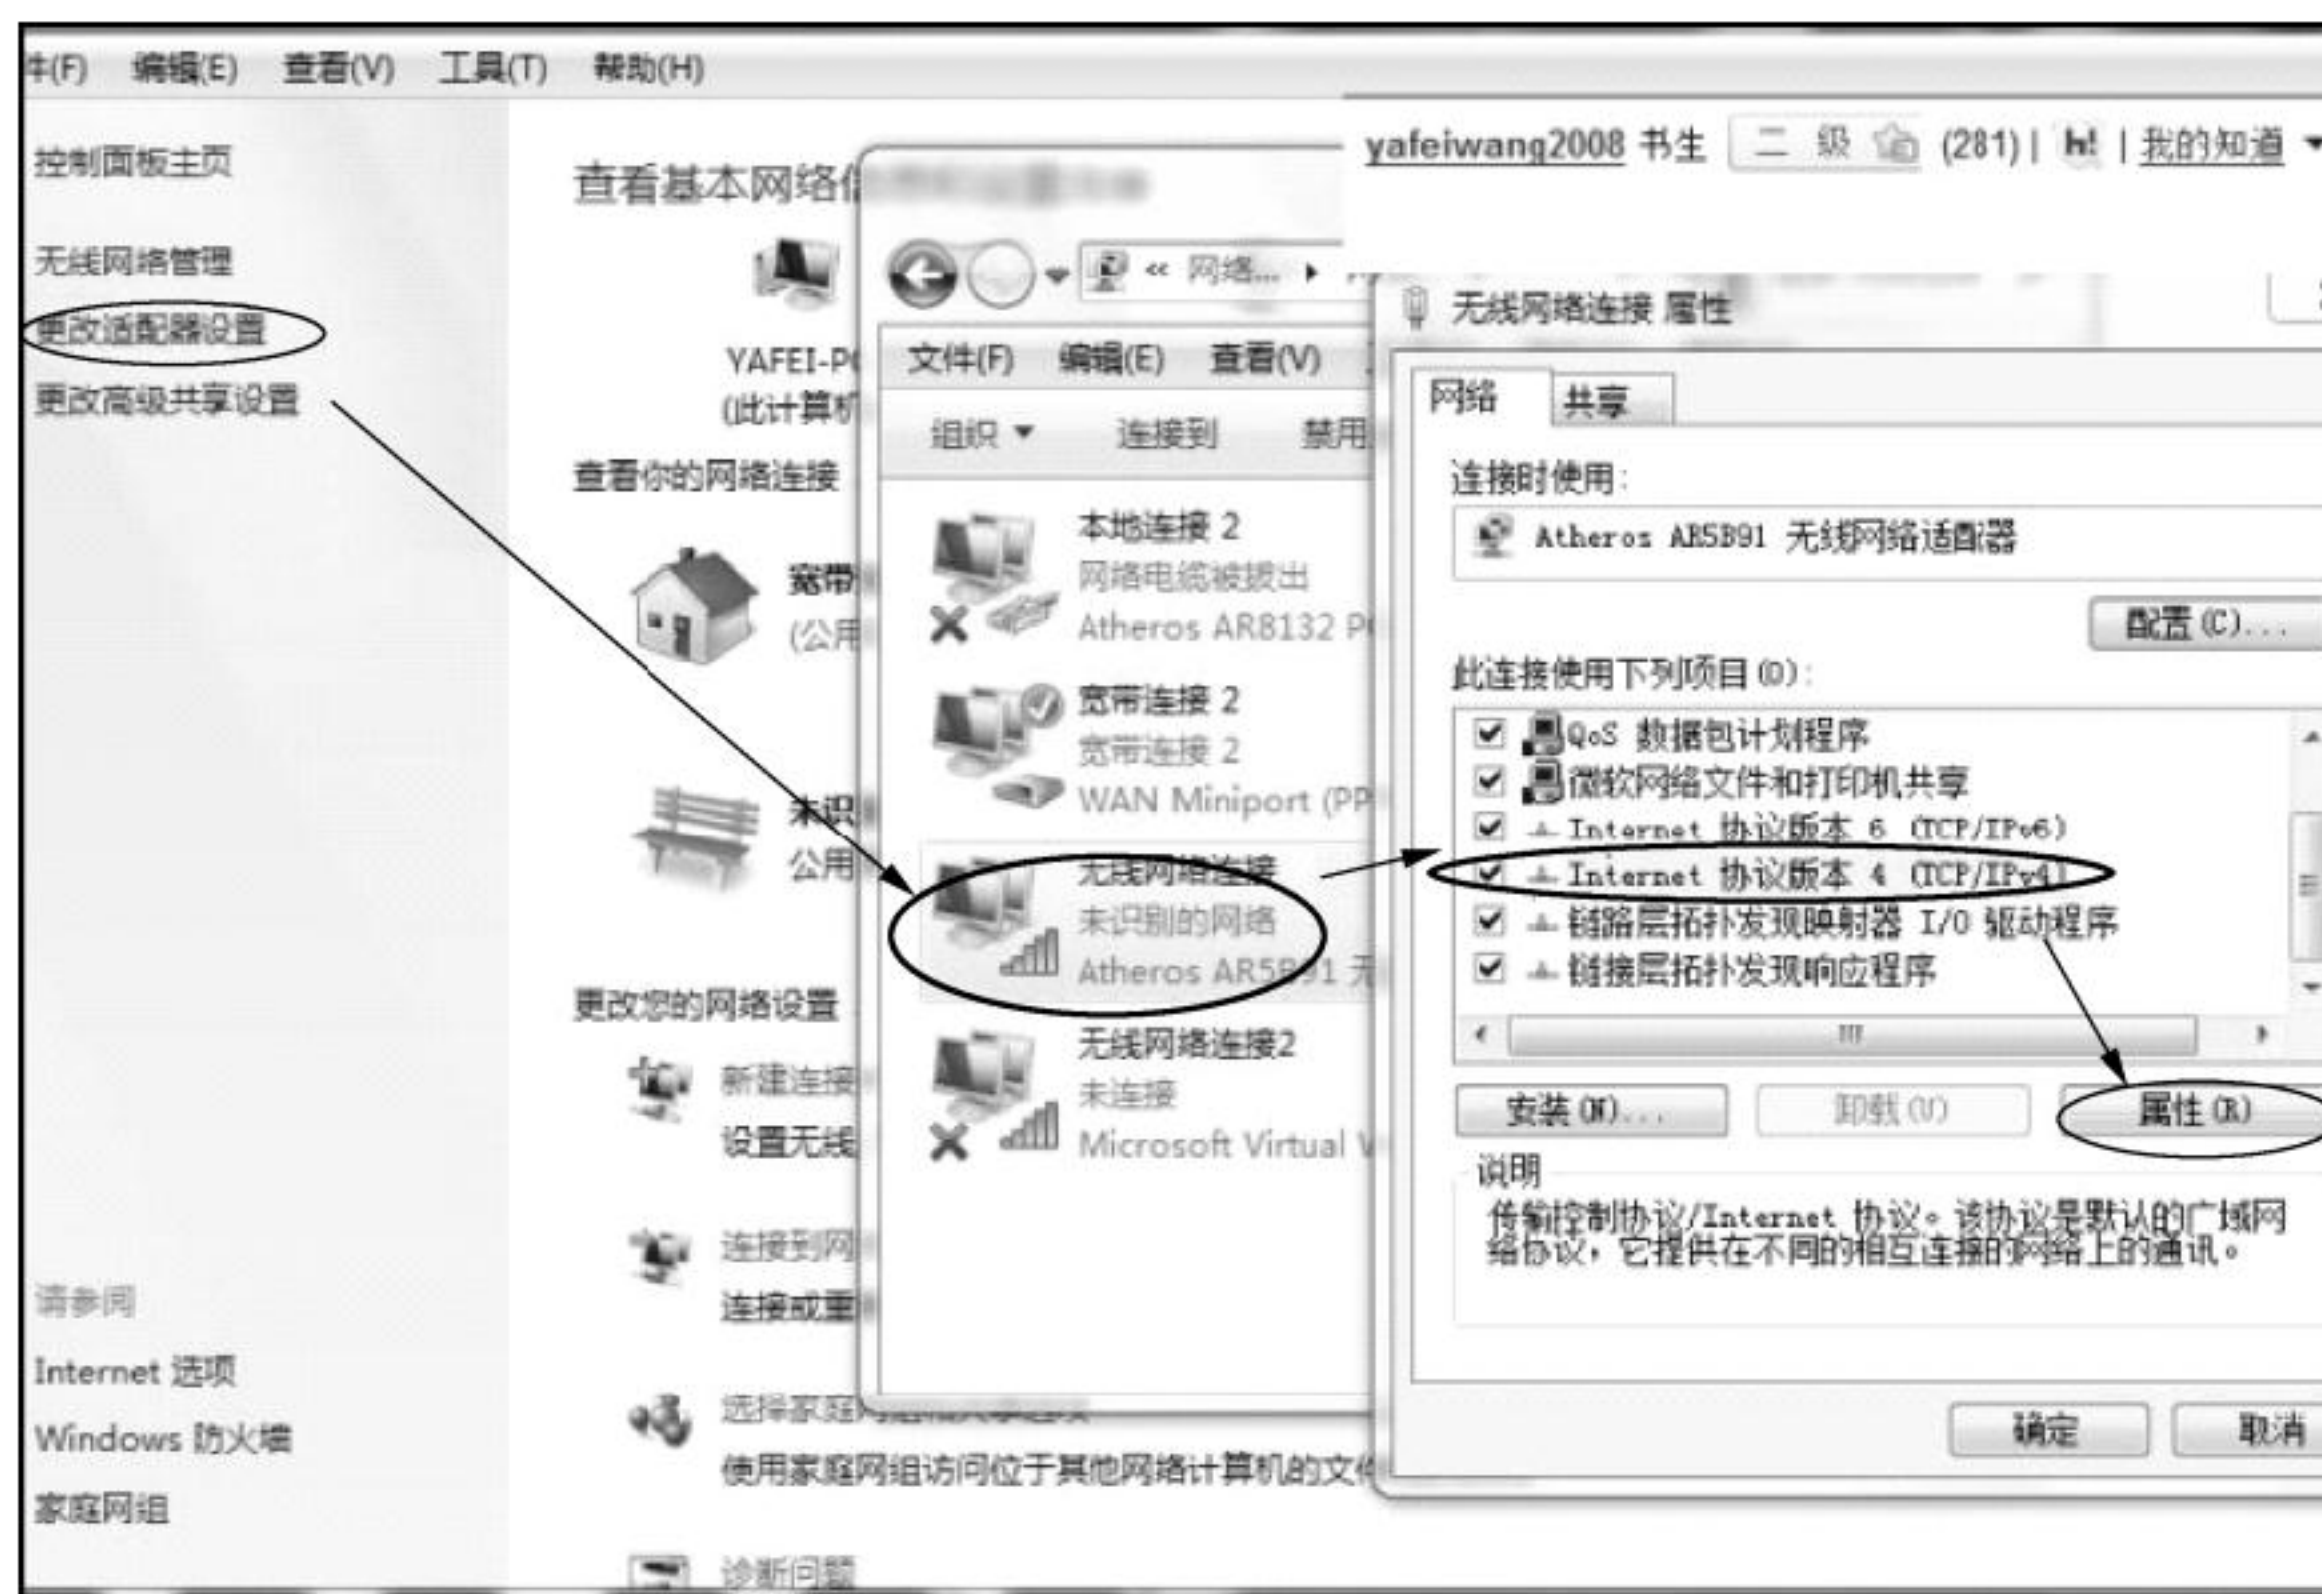 件(F) 编辑(E) 查看(V) 工具(T) 帮助(H)
控制面板主页
无线网络管理
更改适配器设置
更改高级共享设置
请参阅
Internet 选项
Windows 防火墙
家庭网组
查看基本网络信
YAFEI-PC
(此计算机
查看你的网络连接
宽带
(公用
未识
公用
更改您的网络设置
新建连接
设置无线
连接到网
连接或重
选择家庭网组和共享选项
使用家庭网组访问位于其他网络计算机的文件
诊断问题
« 网络...
文件(F) 编辑(E) 查看(V)
组织 连接到 禁用
本地连接 2
网络电缆被拔出
Atheros AR8132 PC
宽带连接 2
宽带连接 2
WAN Miniport (PP
无线网络连接
未识别的网络
Atheros AR5B91 无
无线网络连接2
未连接
Microsoft Virtual W
yafeiwang2008 书生 二 级 (281) | h! | 我的知道
无线网络连接 属性
网络 共享
连接时使用:
Atheros AR5B91 无线网络适配器
配置(C)...
此连接使用下列项目(O):
QoS 数据包计划程序
微软网络文件和打印机共享
Internet 协议版本 6 (TCP/IPv6)
Internet 协议版本 4 (TCP/IPv4)
链路层拓扑发现映射器 I/O 驱动程序
链接层拓扑发现响应程序
安装(N)... 卸载(U) 属性(R)
说明
传输控制协议/Internet 协议。该协议是默认的广域网
络协议，它提供在不同的相互连接的网络上的通讯。
确定 取消